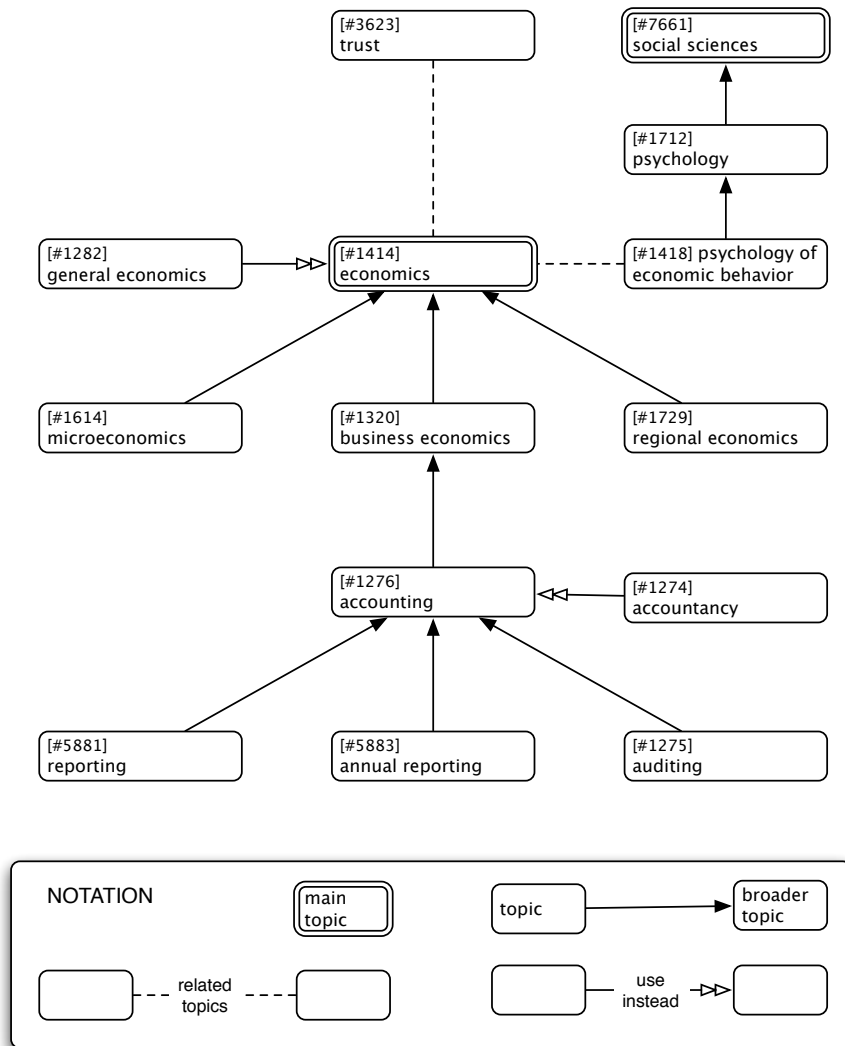 [#3623]
trust
[#7661]
social sciences
[#1712]
psychology
[#1282]
general economics
[#1414]
economics
[#1418] psychology of
economic behavior
[#1614]
microeconomics
[#1320]
business economics
[#1729]
regional economics
[#1276]
accounting
[#1274]
accountancy
[#5881]
reporting
[#5883]
annual reporting
[#1275]
auditing
NOTATION
main
topic
topic
broader
topic
related
topics
use
instead